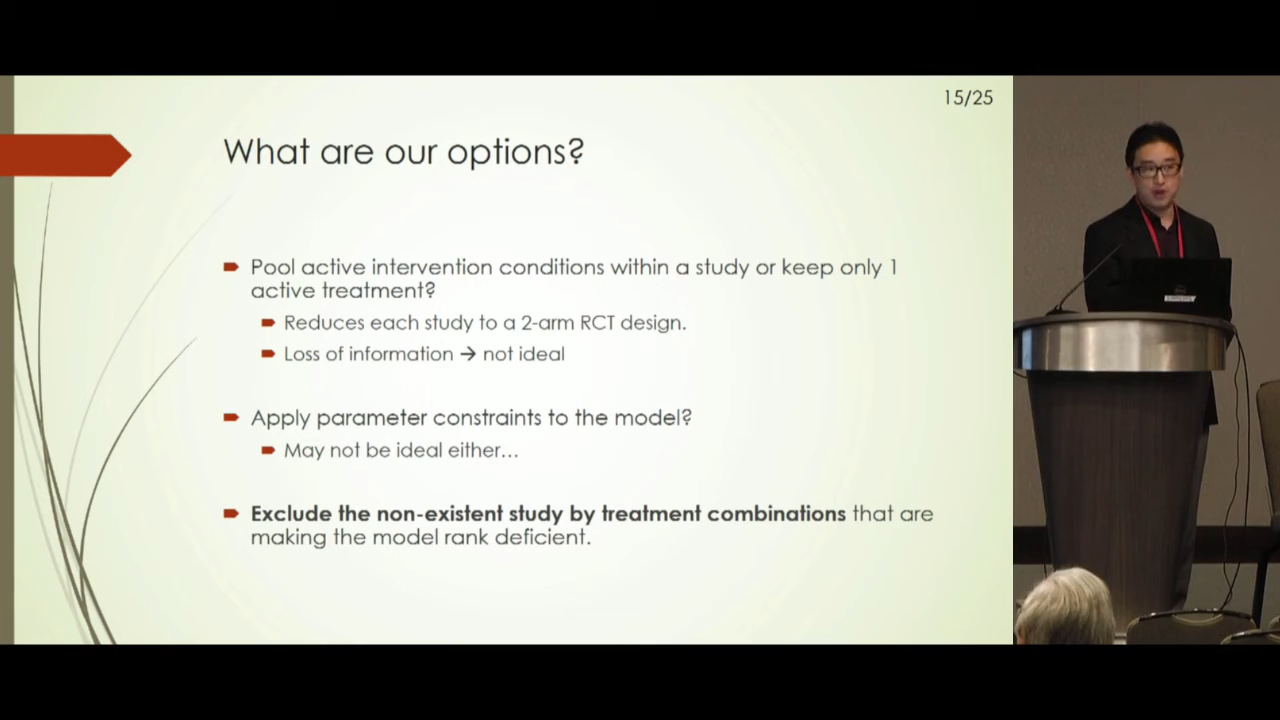 15/25
What are our options?
Pool active intervention conditions within a study or keep only 1
active treatment?
Reduces each study to a 2-arm RCT design.
Loss of information → not ideal
Apply parameter constraints to the model?
May not be ideal either…
Exclude the non-existent study by treatment combinations that are
making the model rank deficient.